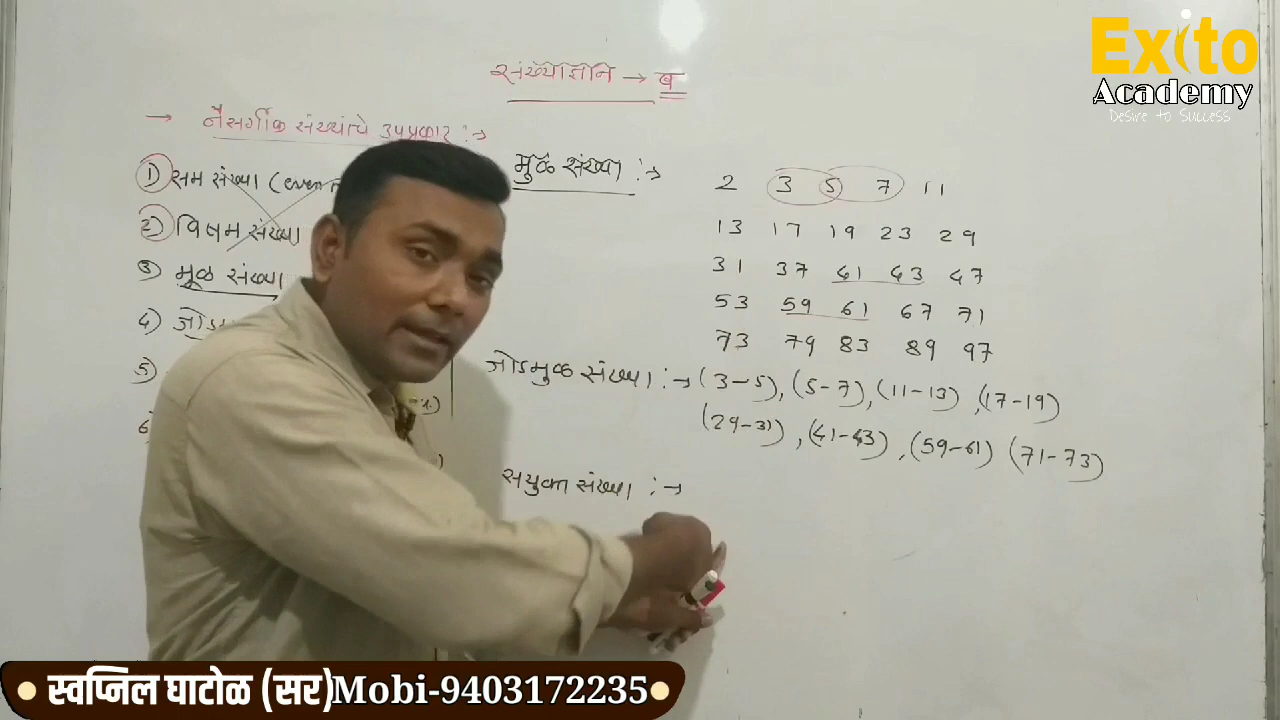 Exito
Academy
Desire to Success
संख्याज्ञान → ब
→ नैसर्गीक संख्यांचे उपप्रकार :→
1) सम संख्या (even
2) विषम संख्या
3) मूळ संख्या
4)
5)
6)
मुळ संख्या :→ 2 3 5 7 11
13 17 19 23 29
31 37 41 43 47
53 59 61 67 71
73 79 83 89 97
जोडमुळ संख्या :→ (3-5), (5-7), (11-13), (17-19)
(29-31), (41-43), (59-61) (71-73)
सयुक्त संख्या :→
स्वप्निल घाटोळ (सर) Mobi-9403172235